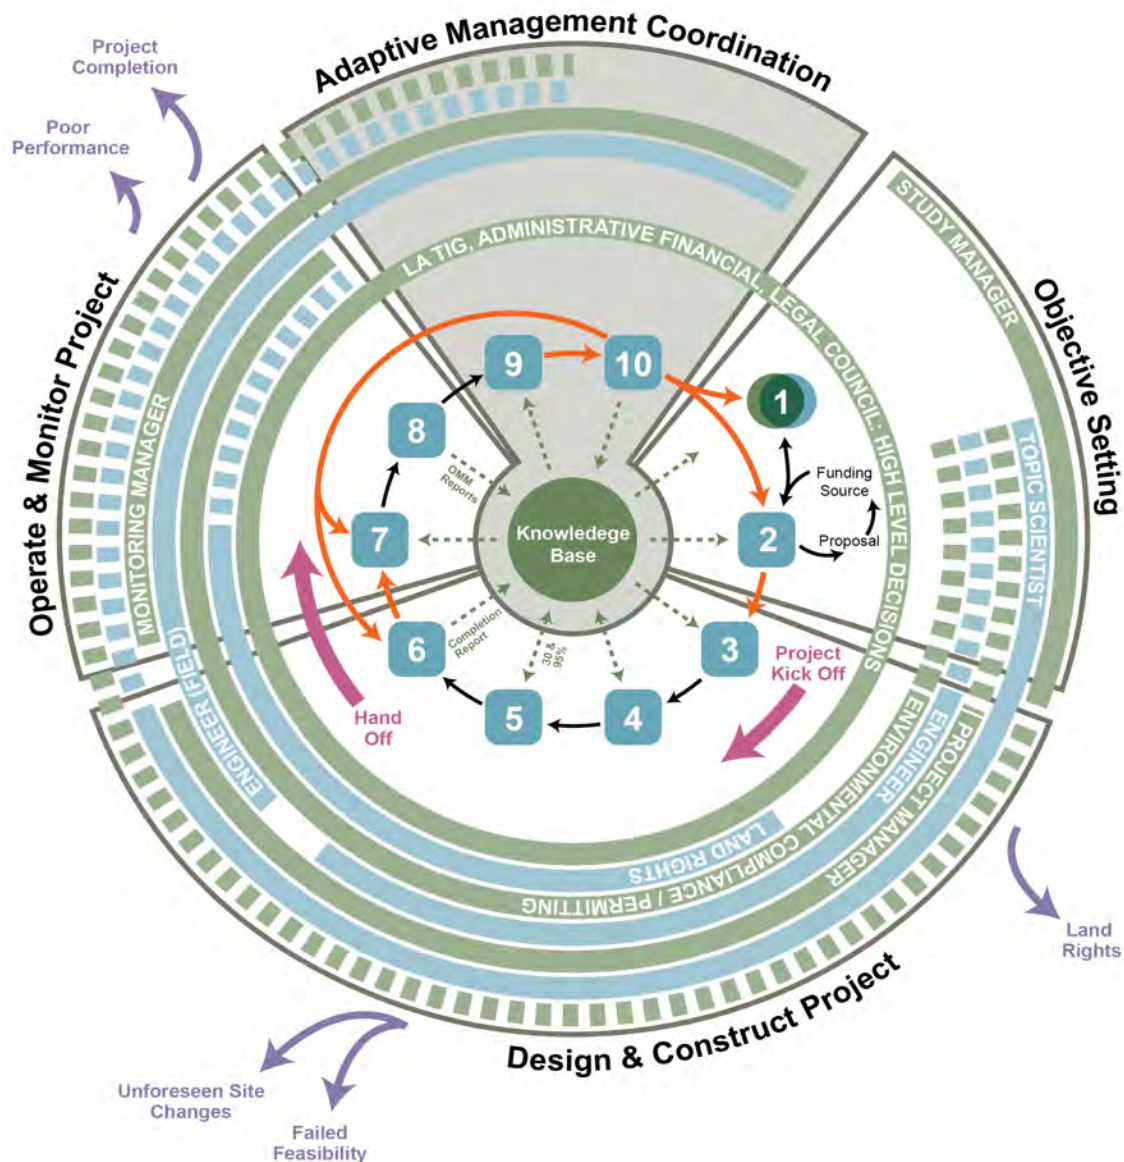 Adaptive Management Coordination
Project
Completion
Poor
Performance
Operate & Monitor Project
Objective Setting
STUDY MANAGER
LA TIG, ADMINISTRATIVE FINANCIAL, LEGAL COUNCIL: HIGH LEVEL DECISIONS
MONITORING MANAGER
TOPIC SCIENTIST
9
10
1
8
OMM
Reports
Funding
Source
Knowledege
Base
7
2
Proposal
6
Completion
Report
30 &
95%
3
Project
Kick Off
5
4
Hand
Off
ENGINEER (FIELD)
LAND RIGHTS
ENVIRONMENTAL COMPLIANCE / PERMITTING
ENGINEER
PROJECT MANAGER
Land
Rights
Design & Construct Project
Unforeseen Site
Changes
Failed
Feasibility